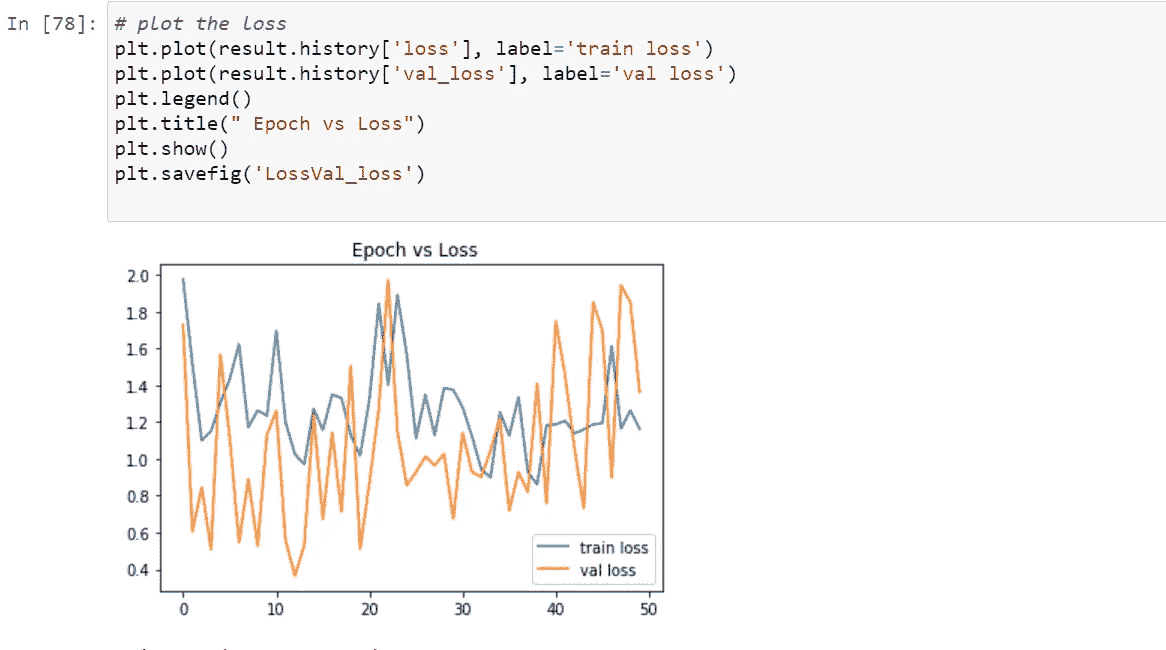 In [78]: # plot the loss
plt.plot(result.history['loss'], label='train loss')
plt.plot(result.history['val_loss'], label='val loss')
plt.legend()
plt.title(" Epoch vs Loss")
plt.show()
plt.savefig('LossVal_loss')
Epoch vs Loss
2.0
1.8
1.6
1.4
1.2
1.0
0.8
0.6
0.4
train loss
val loss
0 10 20 30 40 50